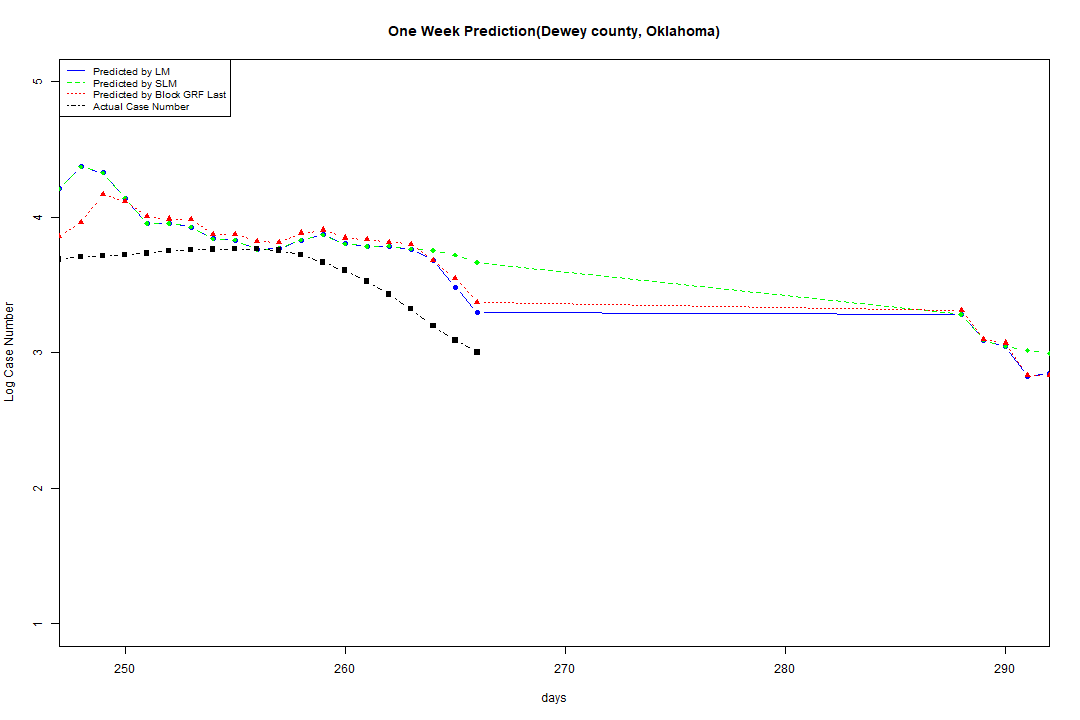 One Week Prediction(Dewey county, Oklahoma)
Predicted by LM
Predicted by SLM
Predicted by Block GRF Last
Actual Case Number
5
4
3
2
1
Log Case Number
250
260
270
280
290
days